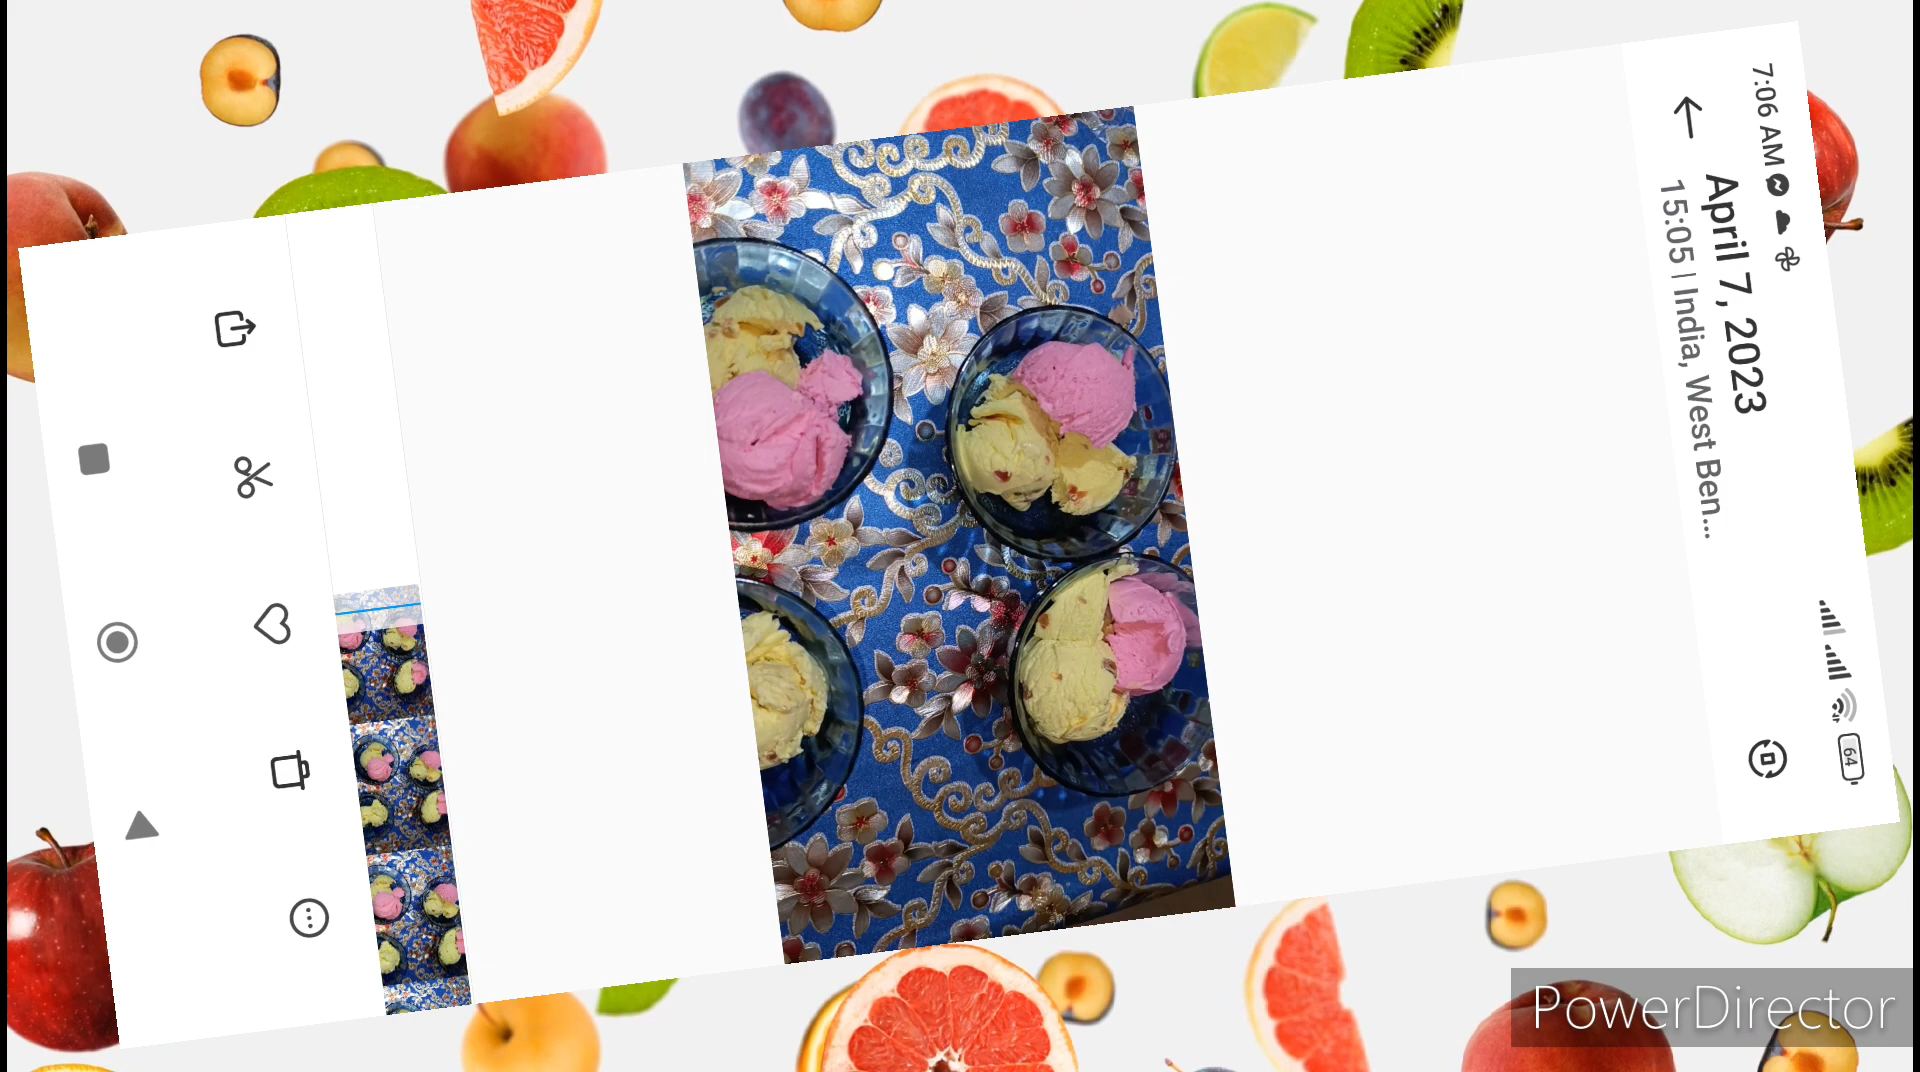 7:06 AM
64
April 7, 2023
15:05 | India, West Ben...
PowerDirector